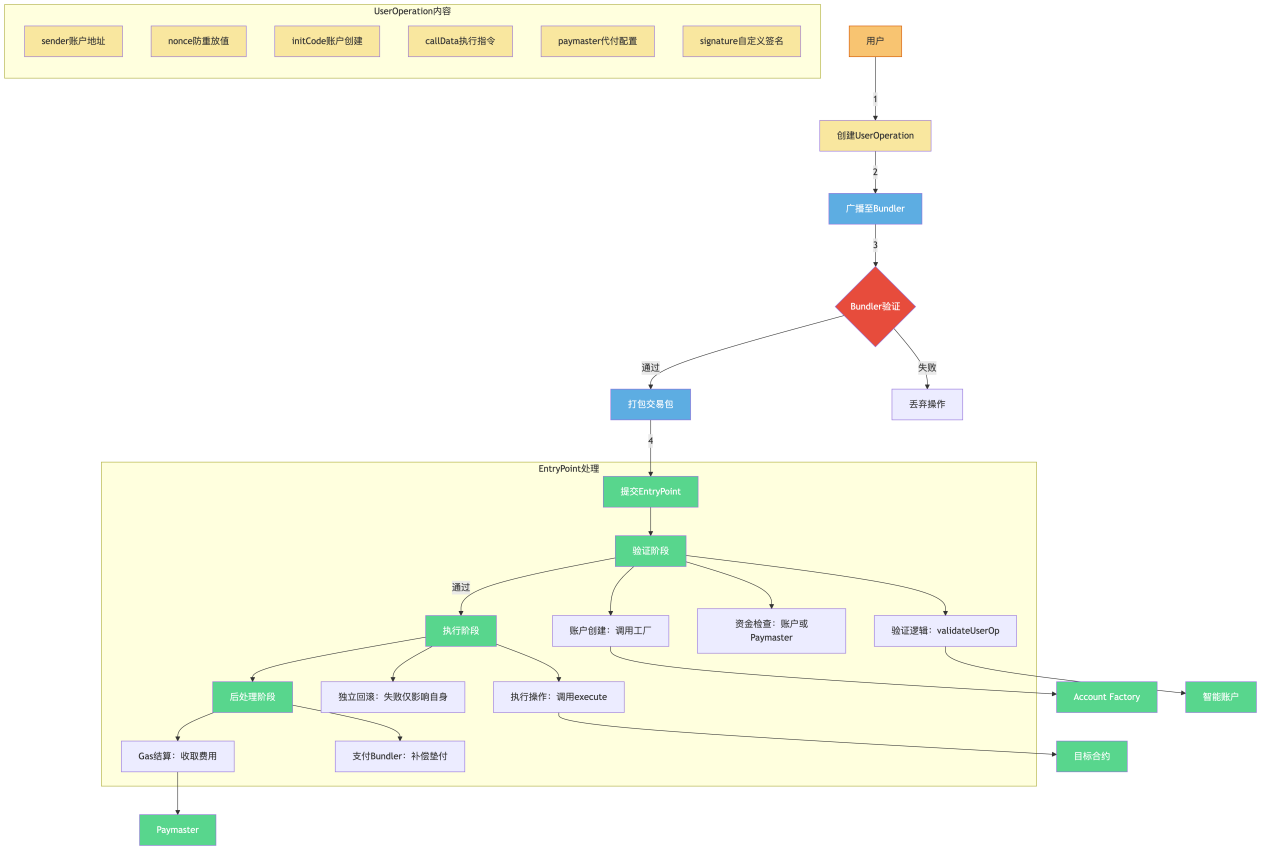 UserOperation内容
sender账户地址
nonce防重放值
initCode账户创建
callData执行指令
paymaster代付配置
signature自定义签名
用户
1
创建UserOperation
2
广播至Bundler
3
Bundler验证
通过
失败
打包交易包
丢弃操作
4
EntryPoint处理
提交EntryPoint
验证阶段
通过
执行阶段
账户创建：调用工厂
资金检查：账户或
Paymaster
验证逻辑：validateUserOp
后处理阶段
独立回滚：失败仅影响自身
执行操作：调用execute
Account Factory
智能账户
Gas结算：收取费用
支付Bundler：补偿垫付
目标合约
Paymaster